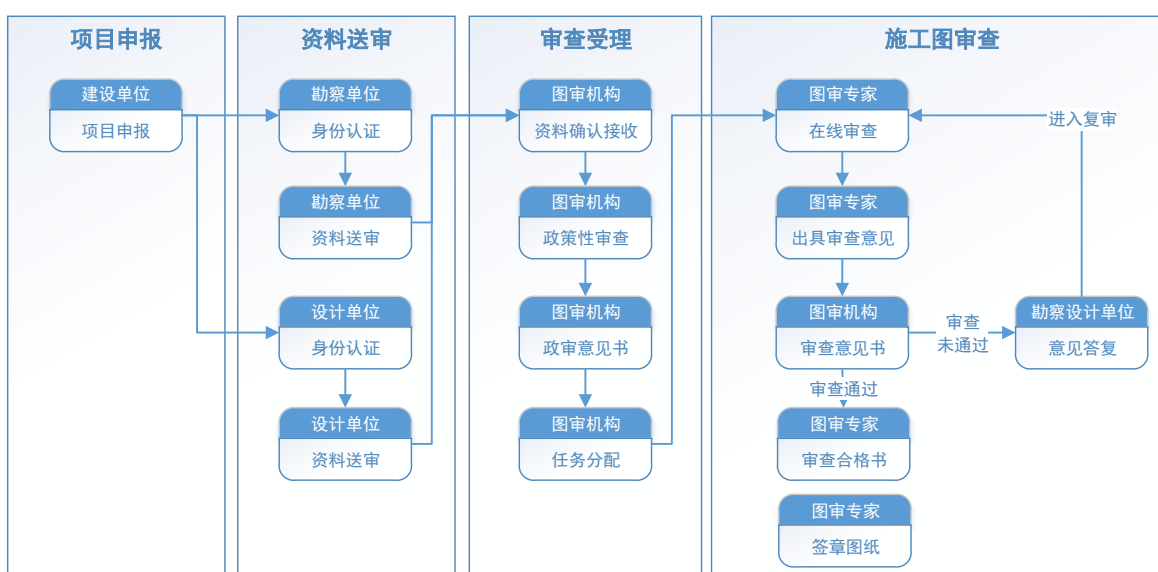 项目申报
建设单位
项目申报
资料送审
勘察单位
身份认证
勘察单位
资料送审
设计单位
身份认证
设计单位
资料送审
审查受理
图审机构
资料确认接收
图审机构
政策性审查
图审机构
政审意见书
图审机构
任务分配
施工图审查
图审专家
在线审查
进入复审
图审专家
出具审查意见
图审机构
审查意见书
审查
未通过
勘察设计单位
意见答复
审查通过
图审专家
审查合格书
图审专家
签章图纸